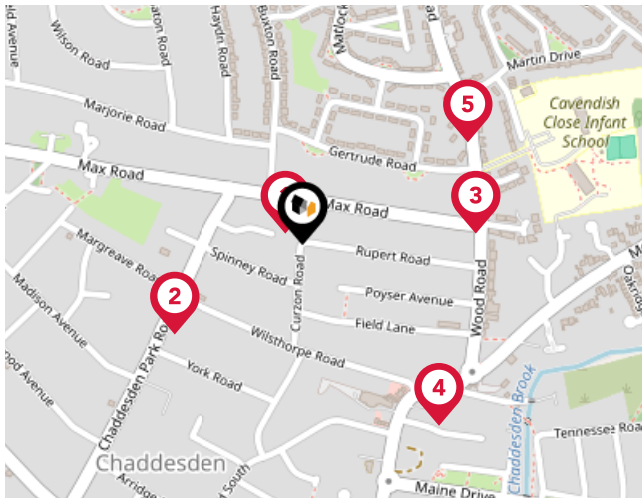 Wilson Road
Haydn Road
Buxton Road
Matlock
Road
Martin Drive
Marjorie Road
5
Cavendish
Close Infant
School
Gertrude Road
Max Road
3
Max Road
Margreave Road
Spinney Road
Rupert Road
Curzon Road
Poyser Avenue
Wood Road
2
Madison Avenue
Field Lane
Wilsthorpe Road
Chaddesden Park Ro
York Road
4
Chaddesden Brook
Tennessee Road
Chaddesden
South
Maine Drive